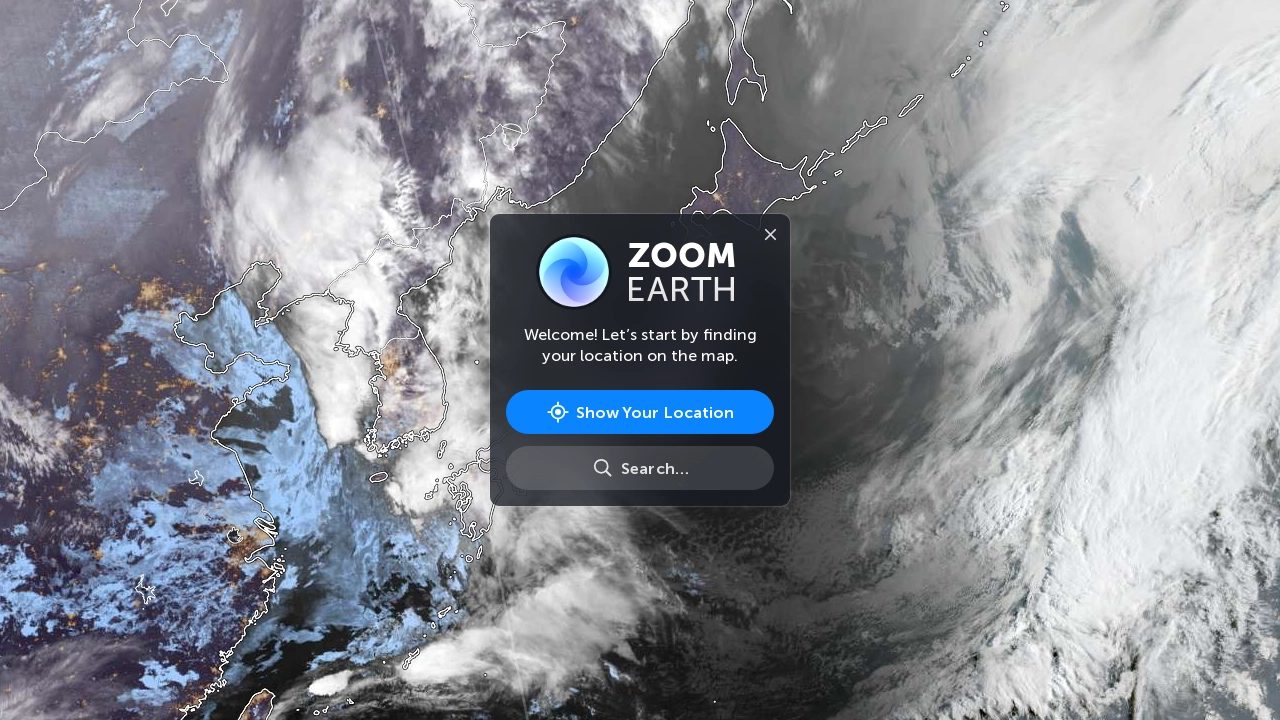 ZOOM
EARTH
Welcome! Let’s start by finding
your location on the map.
Show Your Location
Search…